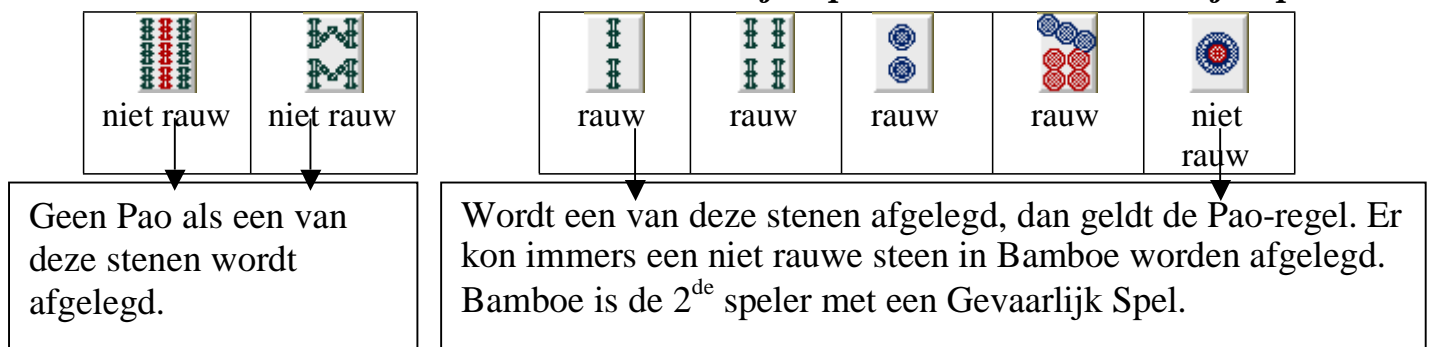 niet rauw niet rauw rauw rauw rauw rauw niet
rauw
Geen Pao als een van
deze stenen wordt
afgelegd.
Wordt een van deze stenen afgelegd, dan geldt de Pao-regel. Er
kon immers een niet rauwe steen in Bamboe worden afgelegd.
Bamboe is de 2de speler met een Gevaarlijk Spel.